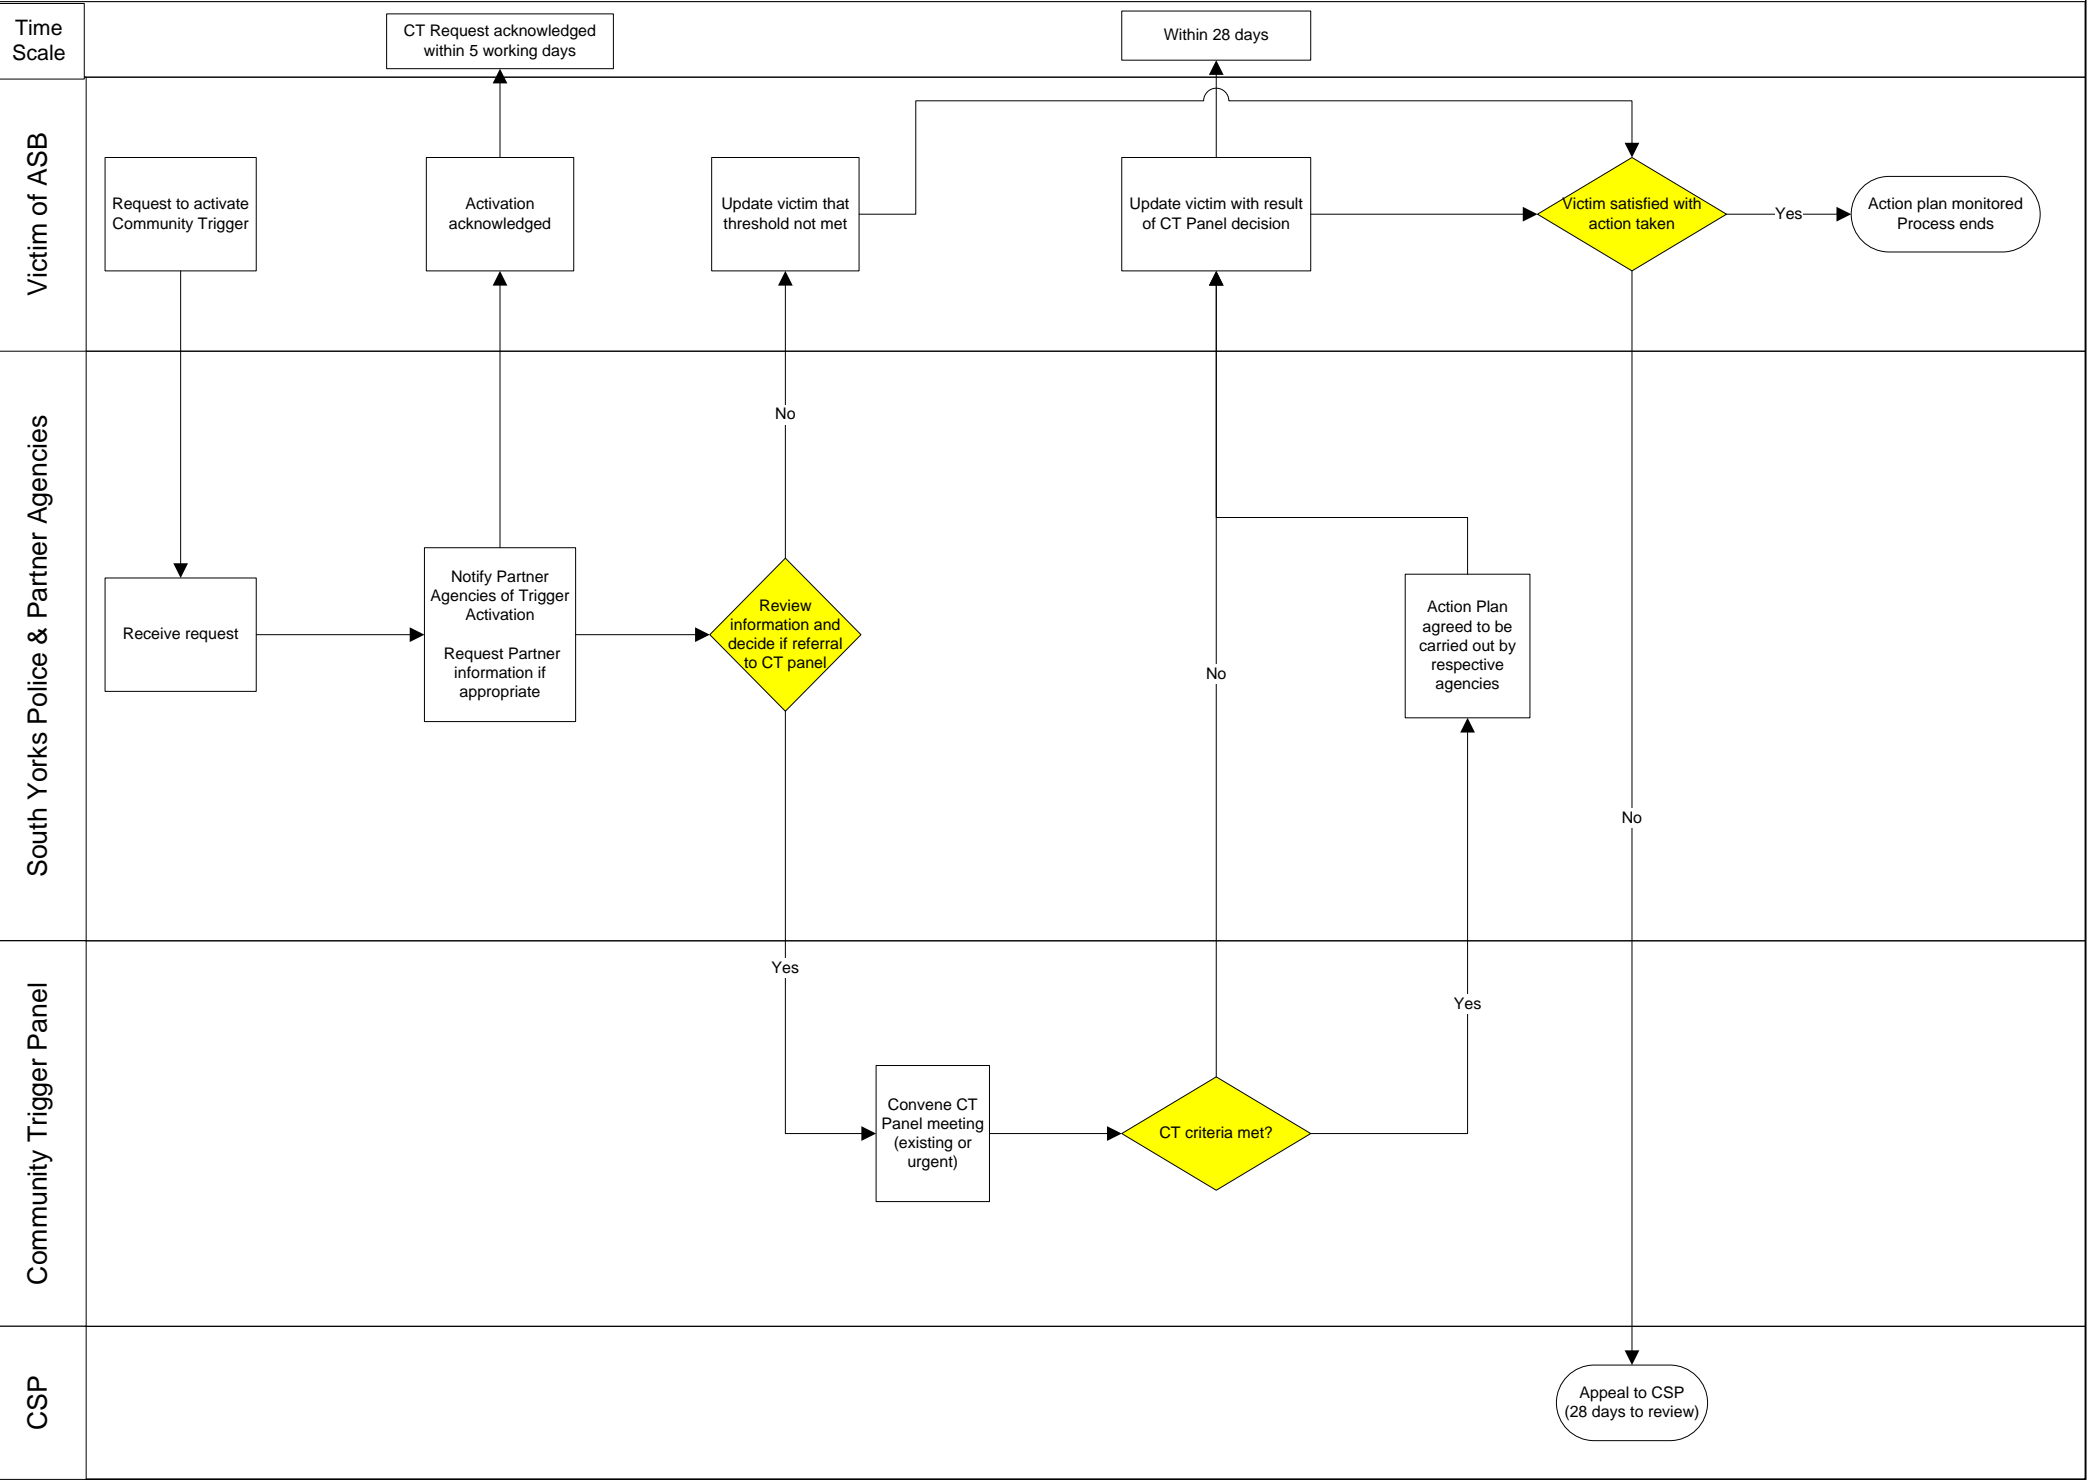 Time
Scale
CT Request acknowledged
within 5 working days
Within 28 days
Victim of ASB
Request to activate
Community Trigger
Activation
acknowledged
Update victim that
threshold not met
Update victim with result
of CT Panel decision
Victim satisfied with
action taken
Yes
Action plan monitored
Process ends
South Yorks Police & Partner Agencies
No
Receive request
Notify Partner
Agencies of Trigger
Activation
Request Partner
information if
appropriate
Review
information and
decide if referral
to CT panel
No
Action Plan
agreed to be
carried out by
respective
agencies
No
Community Trigger Panel
Yes
Yes
Convene CT
Panel meeting
(existing or
urgent)
CT criteria met?
CSP
Appeal to CSP
(28 days to review)